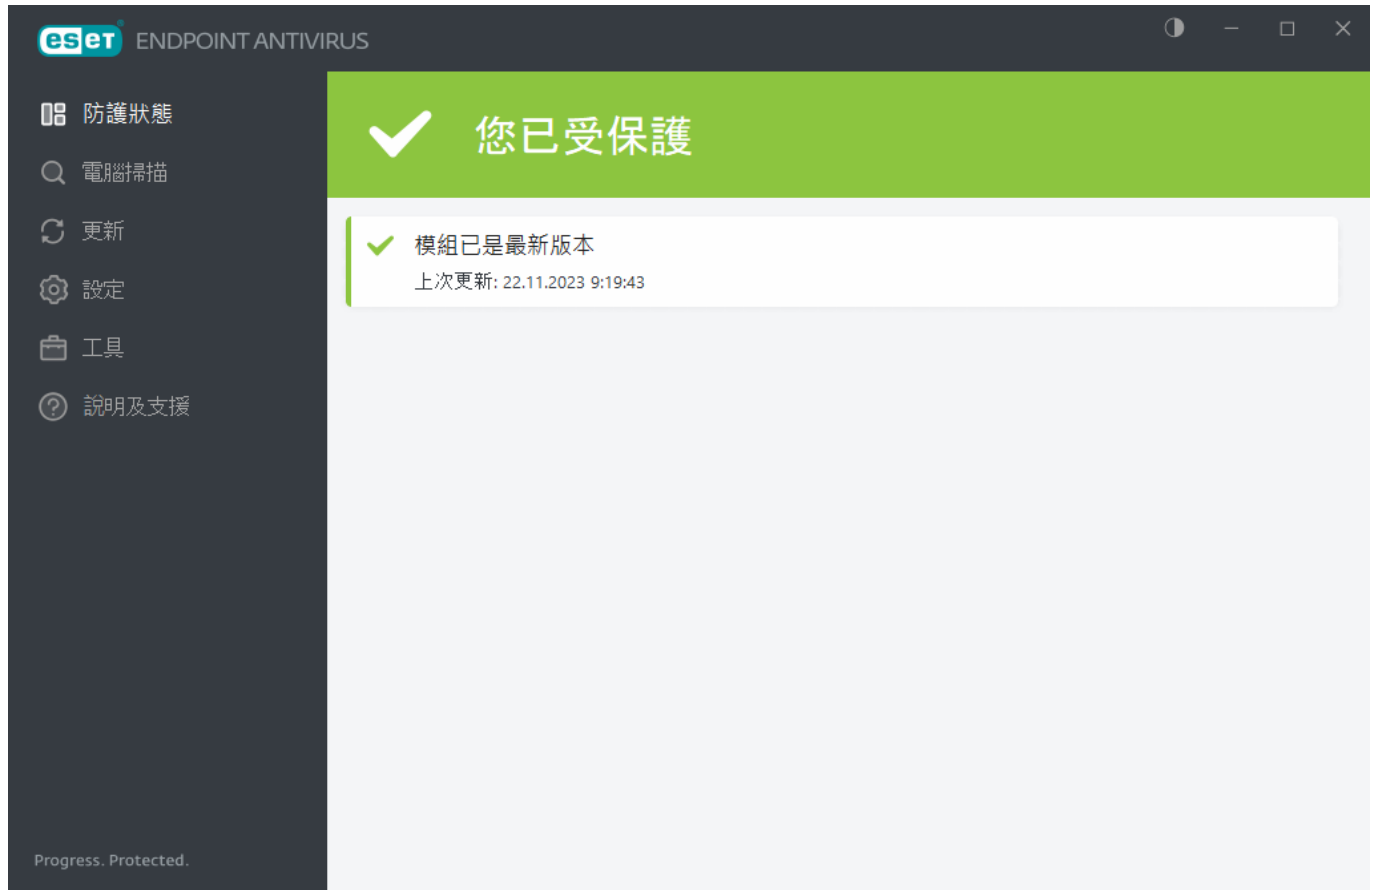 eset ENDPOINT ANTIVIRUS
防護狀態
電腦掃描
更新
設定
工具
說明及支援
Progress. Protected.
您已受保護
模組已是最新版本
上次更新: 22.11.2023 9:19:43